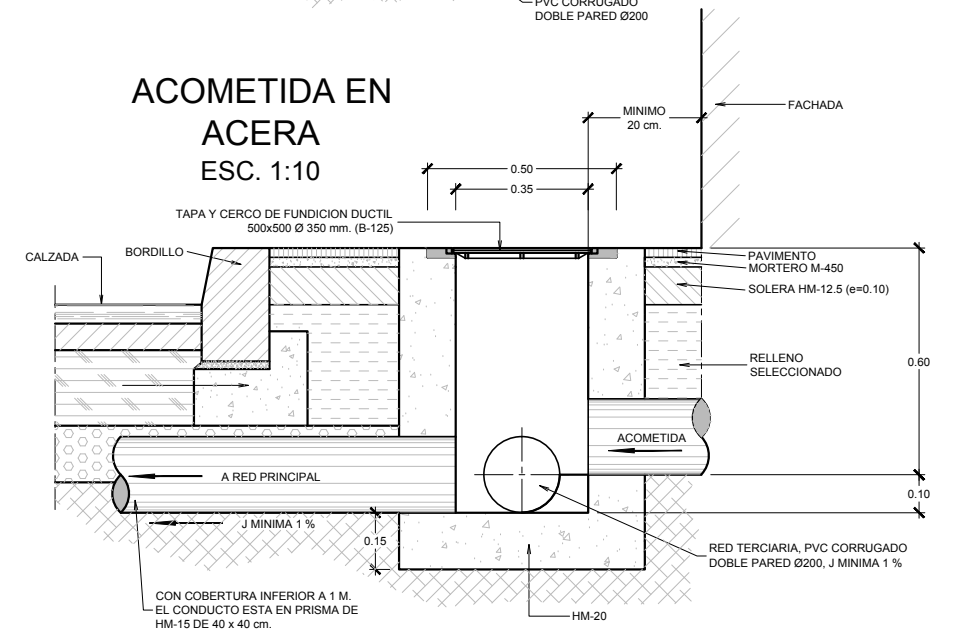 PVC CORRUGADO
DOBLE PARED Ø200
ACOMETIDA EN
ACERA
ESC. 1:10
MINIMO
20 cm.
FACHADA
0.50
0.35
TAPA Y CERCO DE FUNDICION DUCTIL
500x500 Ø 350 mm. (B-125)
CALZADA
BORDILLO
PAVIMENTO
MORTERO M-450
SOLERA HM-12.5 (e=0.10)
RELLENO
SELECCIONADO
0.60
ACOMETIDA
A RED PRINCIPAL
0.10
J MINIMA 1 %
0.15
RED TERCIARIA, PVC CORRUGADO
DOBLE PARED Ø200, J MINIMA 1 %
CON COBERTURA INFERIOR A 1 M.
EL CONDUCTO ESTA EN PRISMA DE
HM-15 DE 40 x 40 cm.
HM-20